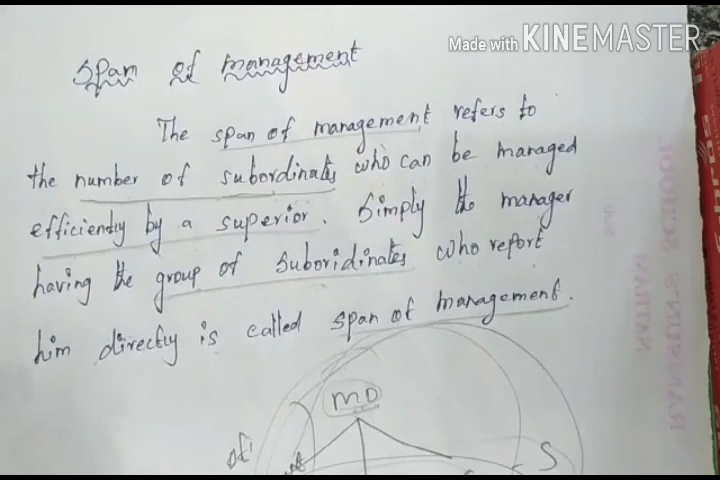 Made with KINEMASTER
Span of management
The span of management refers to
the number of subordinates who can be managed
efficiently by a superior. Simply the manager
having the group of suboridinates who report
him directly is called span of management.
MD
S